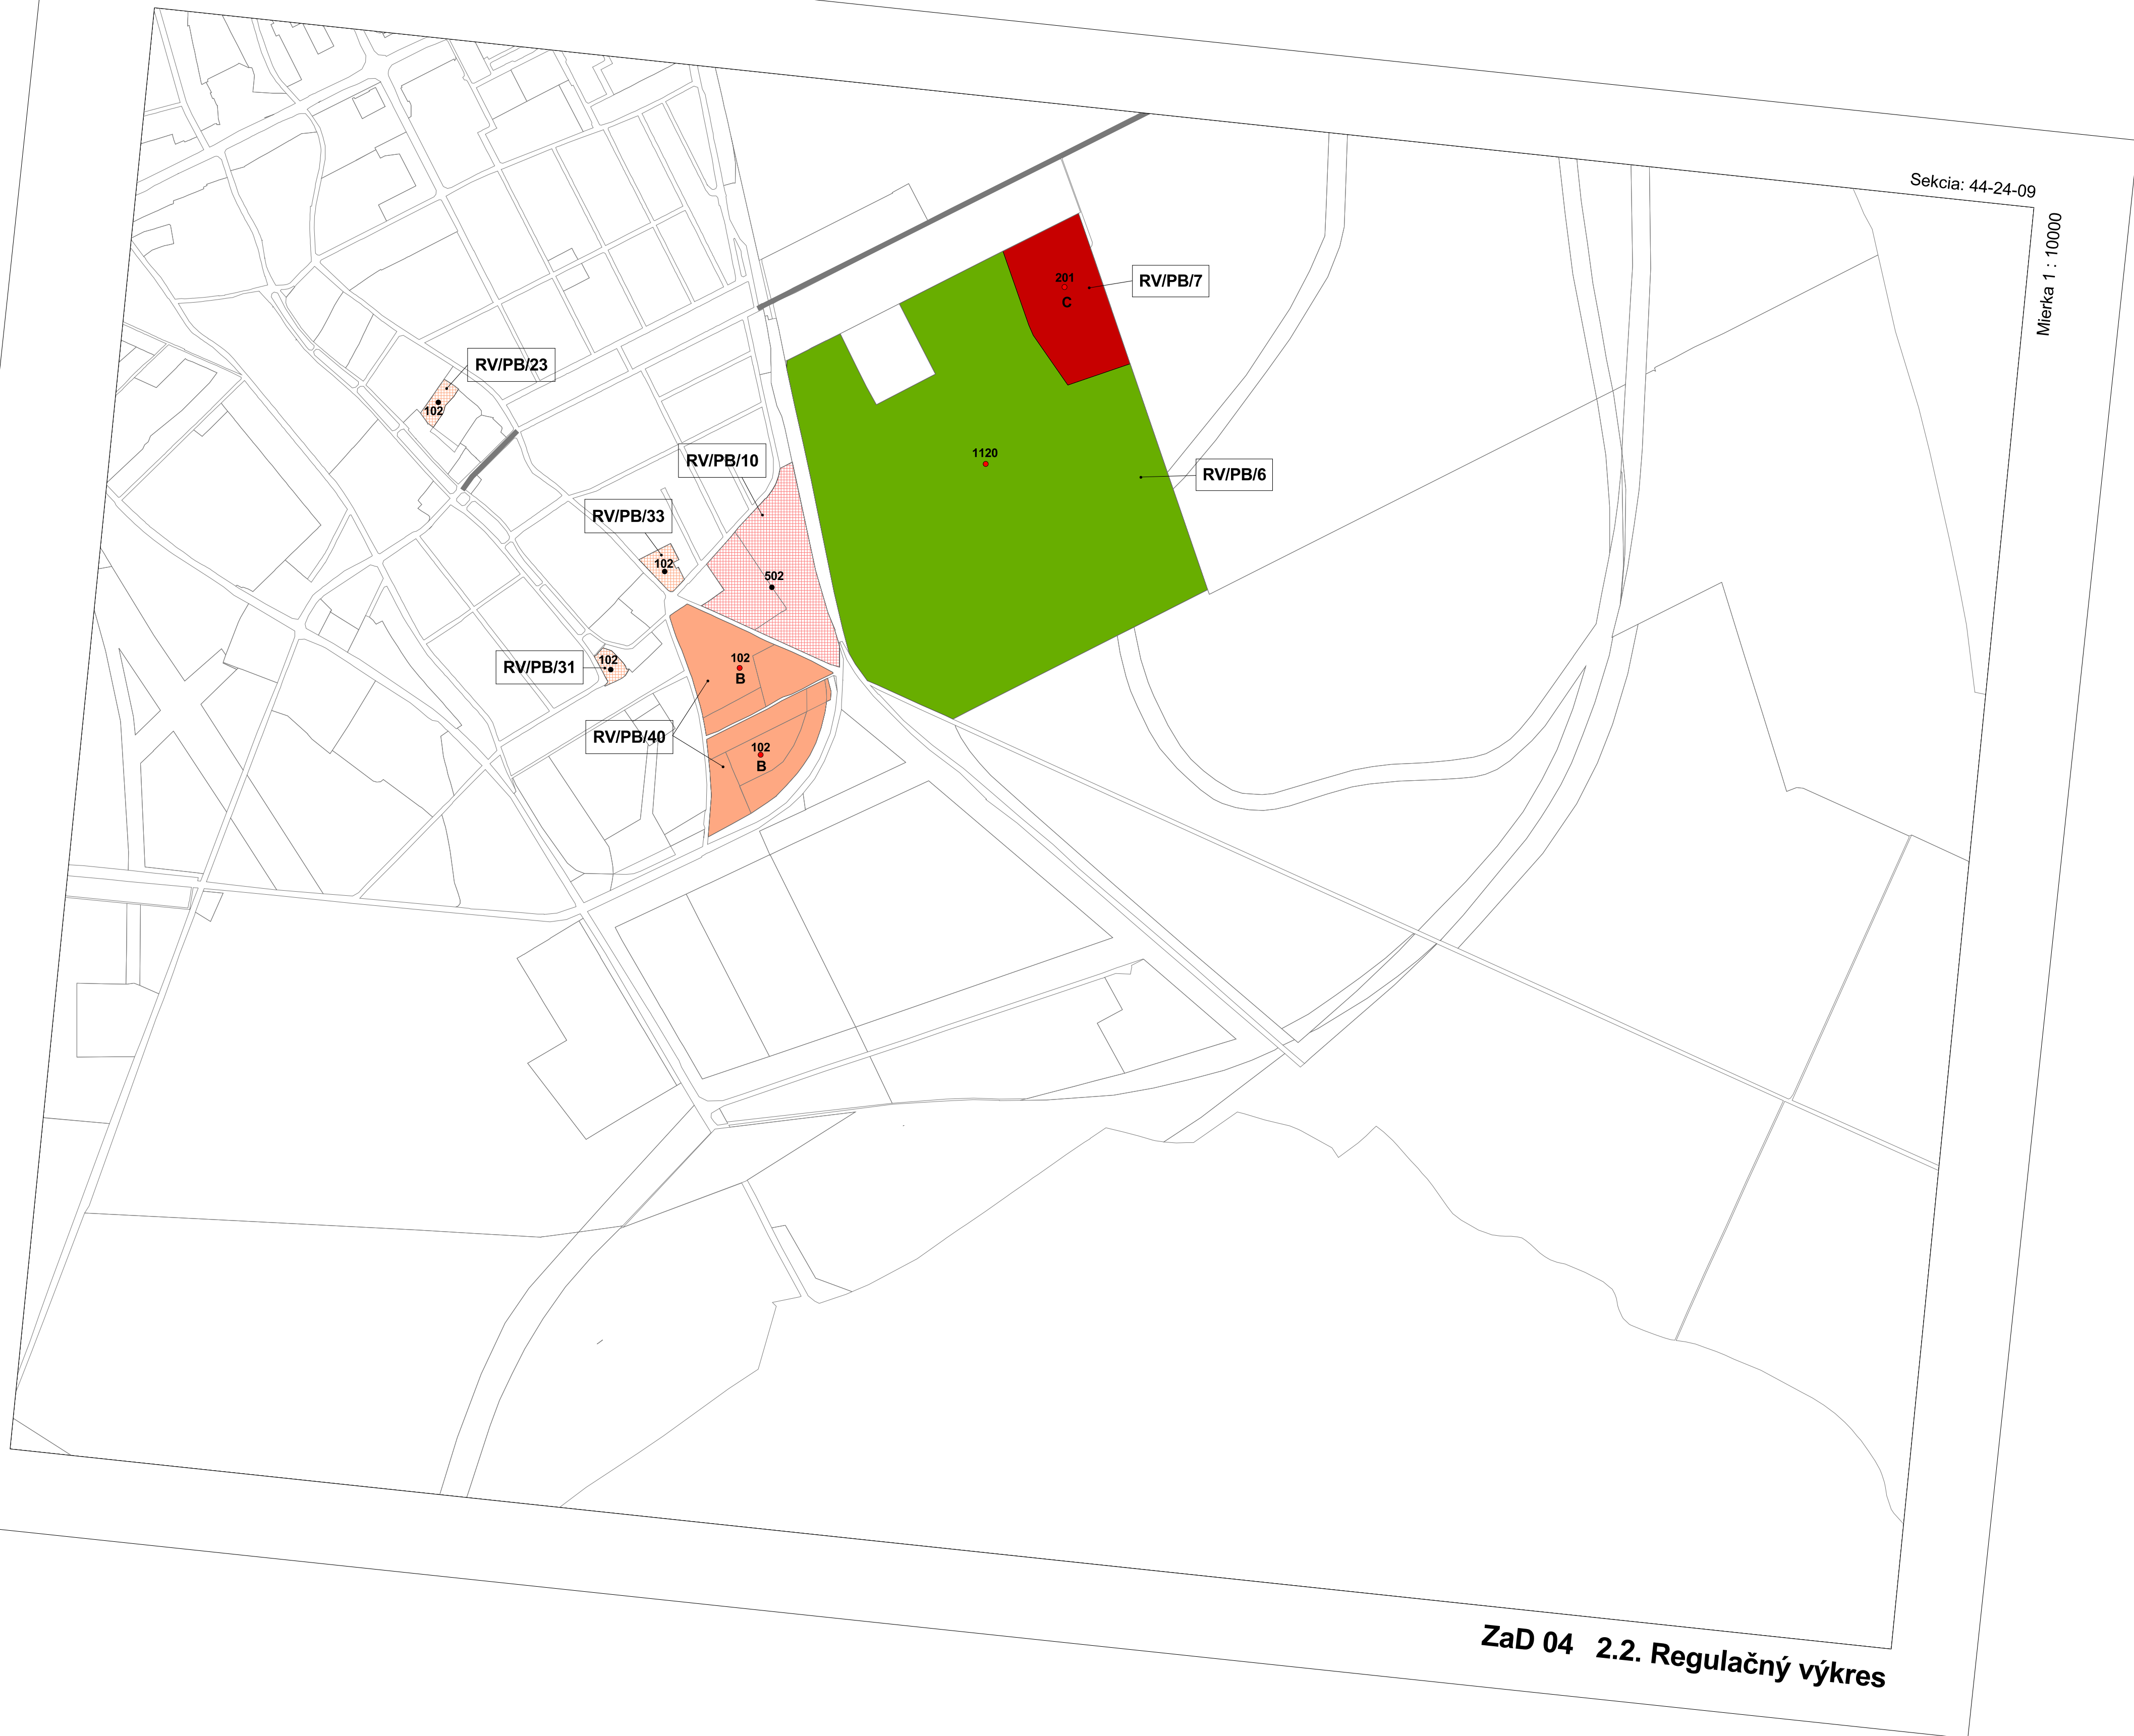 Sekcia: 44-24-09
Mierka 1 : 10000
201
C
RV/PB/7
RV/PB/23
102
1120
RV/PB/10
RV/PB/6
RV/PB/33
102
502
RV/PB/31
102
102
B
RV/PB/40
102
B
ZaD 04 2.2. Regulačný výkres